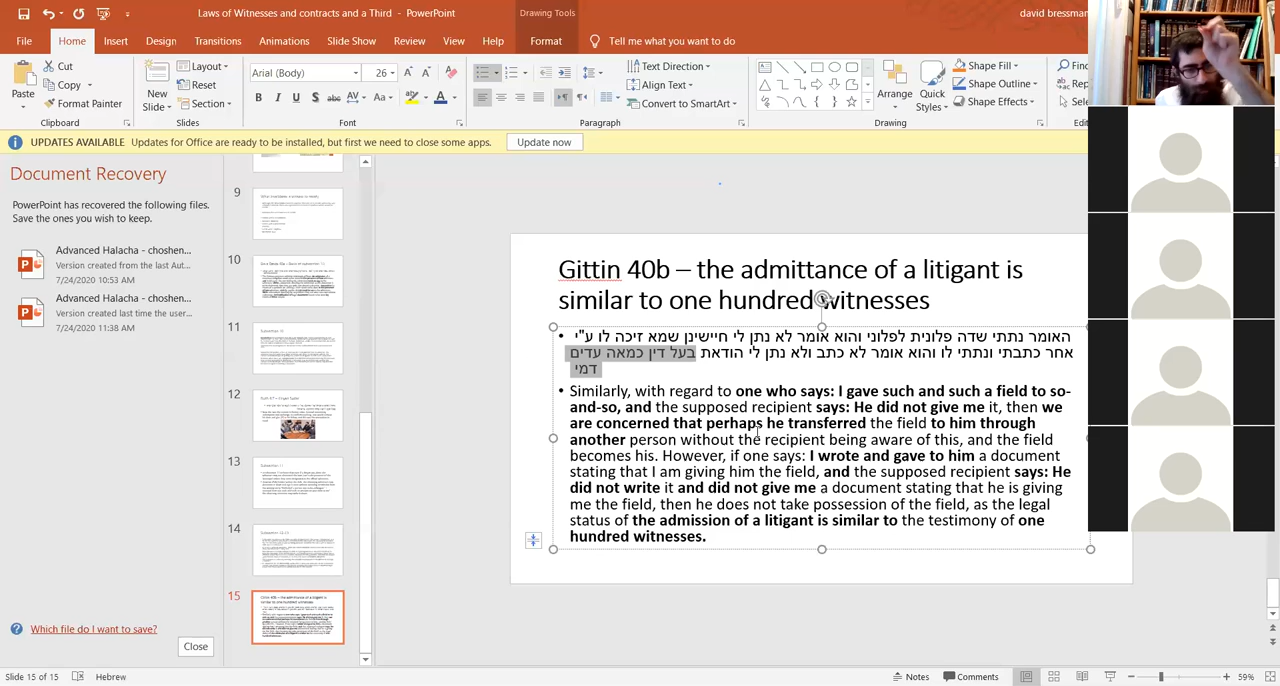 Laws of Witnesses and contracts and a Third - PowerPoint
Drawing Tools
david bressman
File
Home
Insert
Design
Transitions
Animations
Slide Show
Review
View
Help
Format
Tell me what you want to do
Paste
Cut
Copy
Format Painter
Clipboard
New
Slide
Layout
Reset
Section
Slides
Arial (Body)
26
Font
Text Direction
Align Text
Convert to SmartArt
Paragraph
Arrange
Quick
Styles
Shape Fill
Shape Outline
Shape Effects
Drawing
UPDATES AVAILABLE Updates for Office are ready to be installed, but first we need to close some apps.
Update now
Document Recovery
PowerPoint has recovered the following files.
Save the ones you wish to keep.
Advanced Halacha - choshen...
Version created from the last Aut...
7/24/2020 10:53 AM
Advanced Halacha - choshen...
Version created last time the user...
7/24/2020 11:38 AM
Which file do I want to save?
Close
9
10
11
12
13
14
15
Gittin 40b – the admittance of a litigant is
similar to one hundred witnesses
האומר נתתי שדה פלונית לפלוני והוא אומר לא נתן לי חיישינן שמא זיכה לו ע"י
אחר כתבתי ונתתי לו והוא אומר לא כתב ולא נתן לי הודאת בעל דין כמאה עדים
דמי
• Similarly, with regard to one who says: I gave such and such a field to so-
and-so, and the supposed recipient says: He did not give me it, then we
are concerned that perhaps he transferred the field to him through
another person without the recipient being aware of this, and the field
becomes his. However, if one says: I wrote and gave to him a document
stating that I am giving him the field, and the supposed recipient says: He
did not write it and did not give me a document stating that he is giving
me the field, then he does not take possession of the field, as the legal
status of the admission of a litigant is similar to the testimony of one
hundred witnesses.
Slide 15 of 15
Hebrew
Notes
Comments
59%